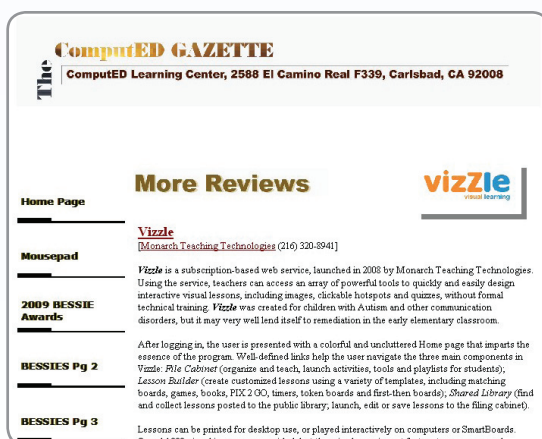 The ComputED GAZETTE
ComputED Learning Center, 2588 El Camino Real F339, Carlsbad, CA 92008
Home Page
Mousepad
2009 BESSIE
Awards
BESSIES Pg 2
BESSIES Pg 3
More Reviews
vizZle
visual learning
Vizzle
[Monarch Teaching Technologies (216) 320-8941]
Vizzle is a subscription-based web service, launched in 2008 by Monarch Teaching Technologies.
Using the service, teachers can access an array of powerful tools to quickly and easily design
interactive visual lessons, including images, clickable hotspots and quizzes, without formal
technical training. Vizzle was created for children with Autism and other communication
disorders, but it may very well lend itself to remediation in the early elementary classroom.
After logging in, the user is presented with a colorful and uncluttered Home page that imparts the
essence of the program. Well-defined links help the user navigate the three main components in
Vizzle: File Cabinet (organize and teach, launch activities, tools and playlists for students);
Lesson Builder (create customized lessons using a variety of templates, including matching
boards, games, books, PIX 2 GO, timers, token boards and first-then boards); Shared Library (find
and collect lessons posted to the public library; launch, edit or save lessons to the filing cabinet).
Lessons can be printed for desktop use, or played interactively on computers or SmartBoards.